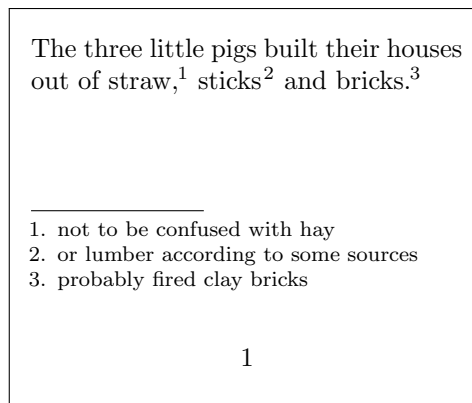 The three little pigs built their houses
out of straw,¹ sticks² and bricks.³
1. not to be confused with hay
2. or lumber according to some sources
3. probably fired clay bricks
1